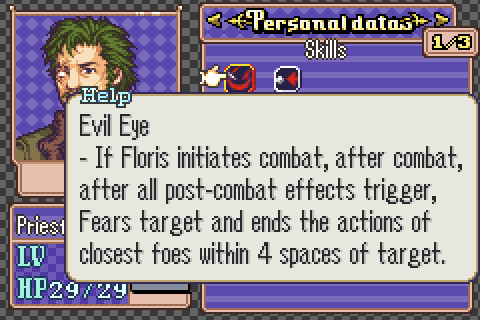 Personal data
1/3
Skills
Help
Evil Eye
- If Floris initiates combat, after combat,
after all post-combat effects trigger,
Fears target and ends the actions of
closest foes within 4 spaces of target.
Priest
LV
HP29/29